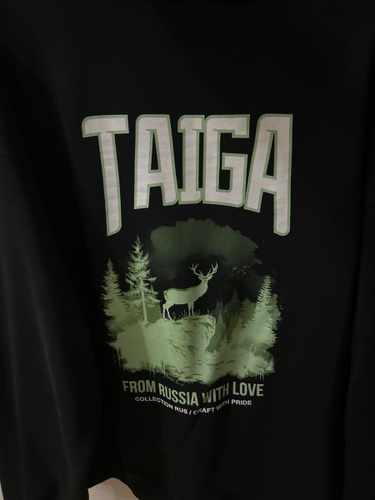 TAIGA
FROM RUSSIA WITH LOVE
COLLECTION RUS / CRAFT WITH PRIDE